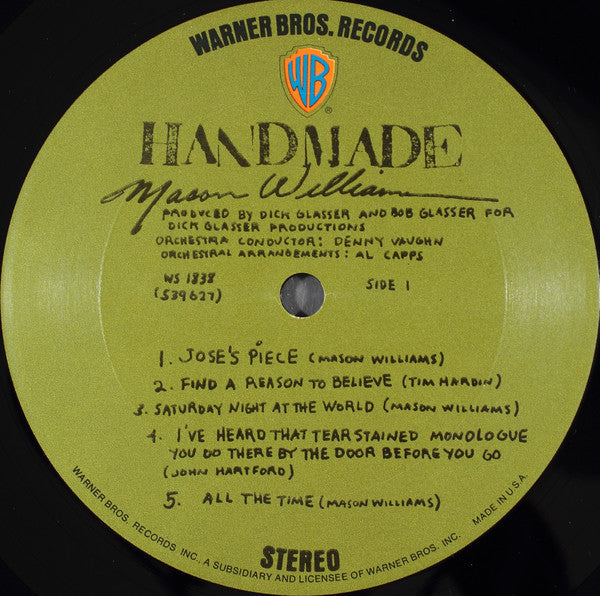 WARNER BROS. RECORDS
WB
®
HANDMADE
Mason Williams
PRODUCED BY DICK GLASSER AND BOB GLASSER FOR
DICK GLASSER PRODUCTIONS
ORCHESTRA CONDUCTOR: DENNY VAUGHN
ORCHESTRAL ARRANGEMENTS: AL CAPPS
WS 1838
(S39627)
SIDE 1
1. JOSE'S PIECE (MASON WILLIAMS)
2. FIND A REASON TO BELIEVE (TIM HARDIN)
3. SATURDAY NIGHT AT THE WORLD (MASON WILLIAMS)
4. I'VE HEARD THAT TEAR STAINED MONOLOGUE
YOU DO THERE BY THE DOOR BEFORE YOU GO
(JOHN HARTFORD)
5. ALL THE TIME (MASON WILLIAMS)
STEREO
WARNER BROS. RECORDS INC., A SUBSIDIARY AND LICENSEE OF WARNER BROS. INC. MADE IN U.S.A.